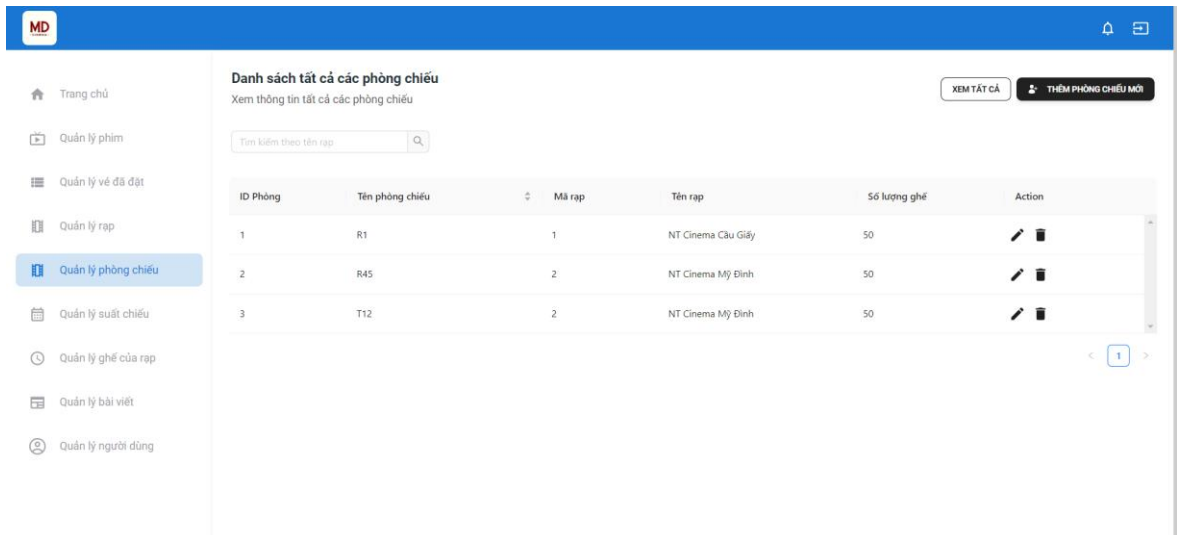 MD
Trang chủ
Quản lý phim
Quản lý vé đã đặt
Quản lý rạp
Quản lý phòng chiếu
Quản lý suất chiếu
Quản lý ghế của rạp
Quản lý bài viết
Quản lý người dùng
Danh sách tất cả các phòng chiếu
Xem thông tin tất cả các phòng chiếu
XEM TẤT CẢ
THÊM PHÒNG CHIẾU MỚI
Tìm kiếm theo tên rạp
ID Phòng Tên phòng chiếu Mã rạp Tên rạp Số lượng ghế Action
1 R1 1 NT Cinema Cầu Giấy 50
2 R45 2 NT Cinema Mỹ Đình 50
3 T12 2 NT Cinema Mỹ Đình 50
1